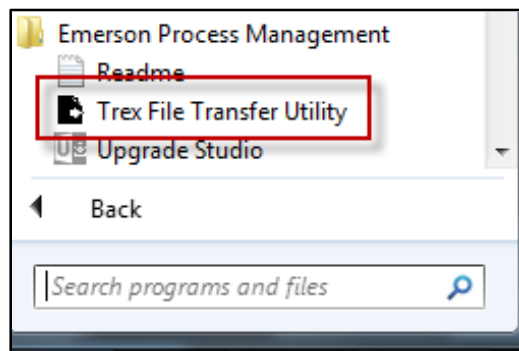 Emerson Process Management
Readme
Trex File Transfer Utility
Upgrade Studio
Back
Search programs and files